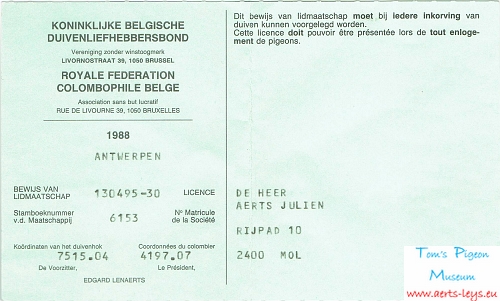 KONINKLIJKE BELGISCHE
DUIVENLIEFHEBBERSBOND
Vereniging zonder winstoogmerk
LIVORNOSTRAAT 39, 1050 BRUSSEL
ROYALE FEDERATION
COLOMBOPHILE BELGE
Association sans but lucratif
RUE DE LIVOURNE 39, 1050 BRUXELLES
1988
ANTWERPEN
BEWIJS VAN
LIDMAATSCHAP 130495-30 LICENCE
Stamboeknummer
v.d. Maatschappij 6153 N° Matricule
de la Société
Koördinaten van het duivenhok Coordonnées du colombier
7515.04 4197.07
De Voorzitter, Le Président,
EDGARD LENAERTS
Dit bewijs van lidmaatschap moet bij iedere inkorving van
duiven kunnen voorgelegd worden.
Cette licence doit pouvoir être présentée lors de tout enloge-
ment de pigeons.
DE HEER
AERTS JULIEN
RIJPAD 10
2400 MOL
Tom's Pigeon
Museum
www.aerts-leys.eu